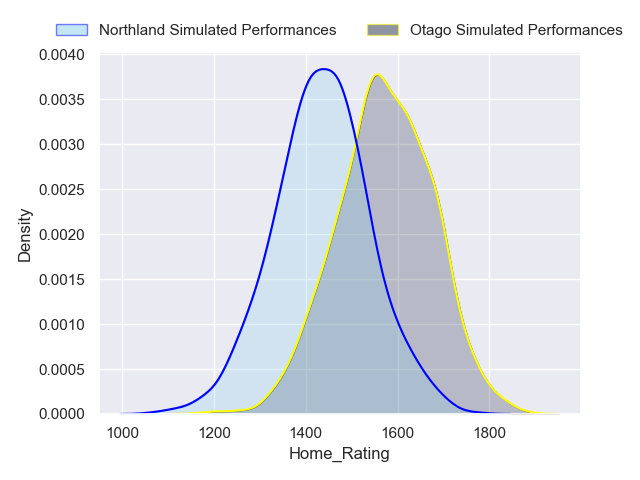 Northland Simulated Performances Otago Simulated Performances
0.0040
0.0035
0.0030
0.0025
0.0020
0.0015
0.0010
0.0005
0.0000
Density
1000 1200 1400 1600 1800
Home_Rating